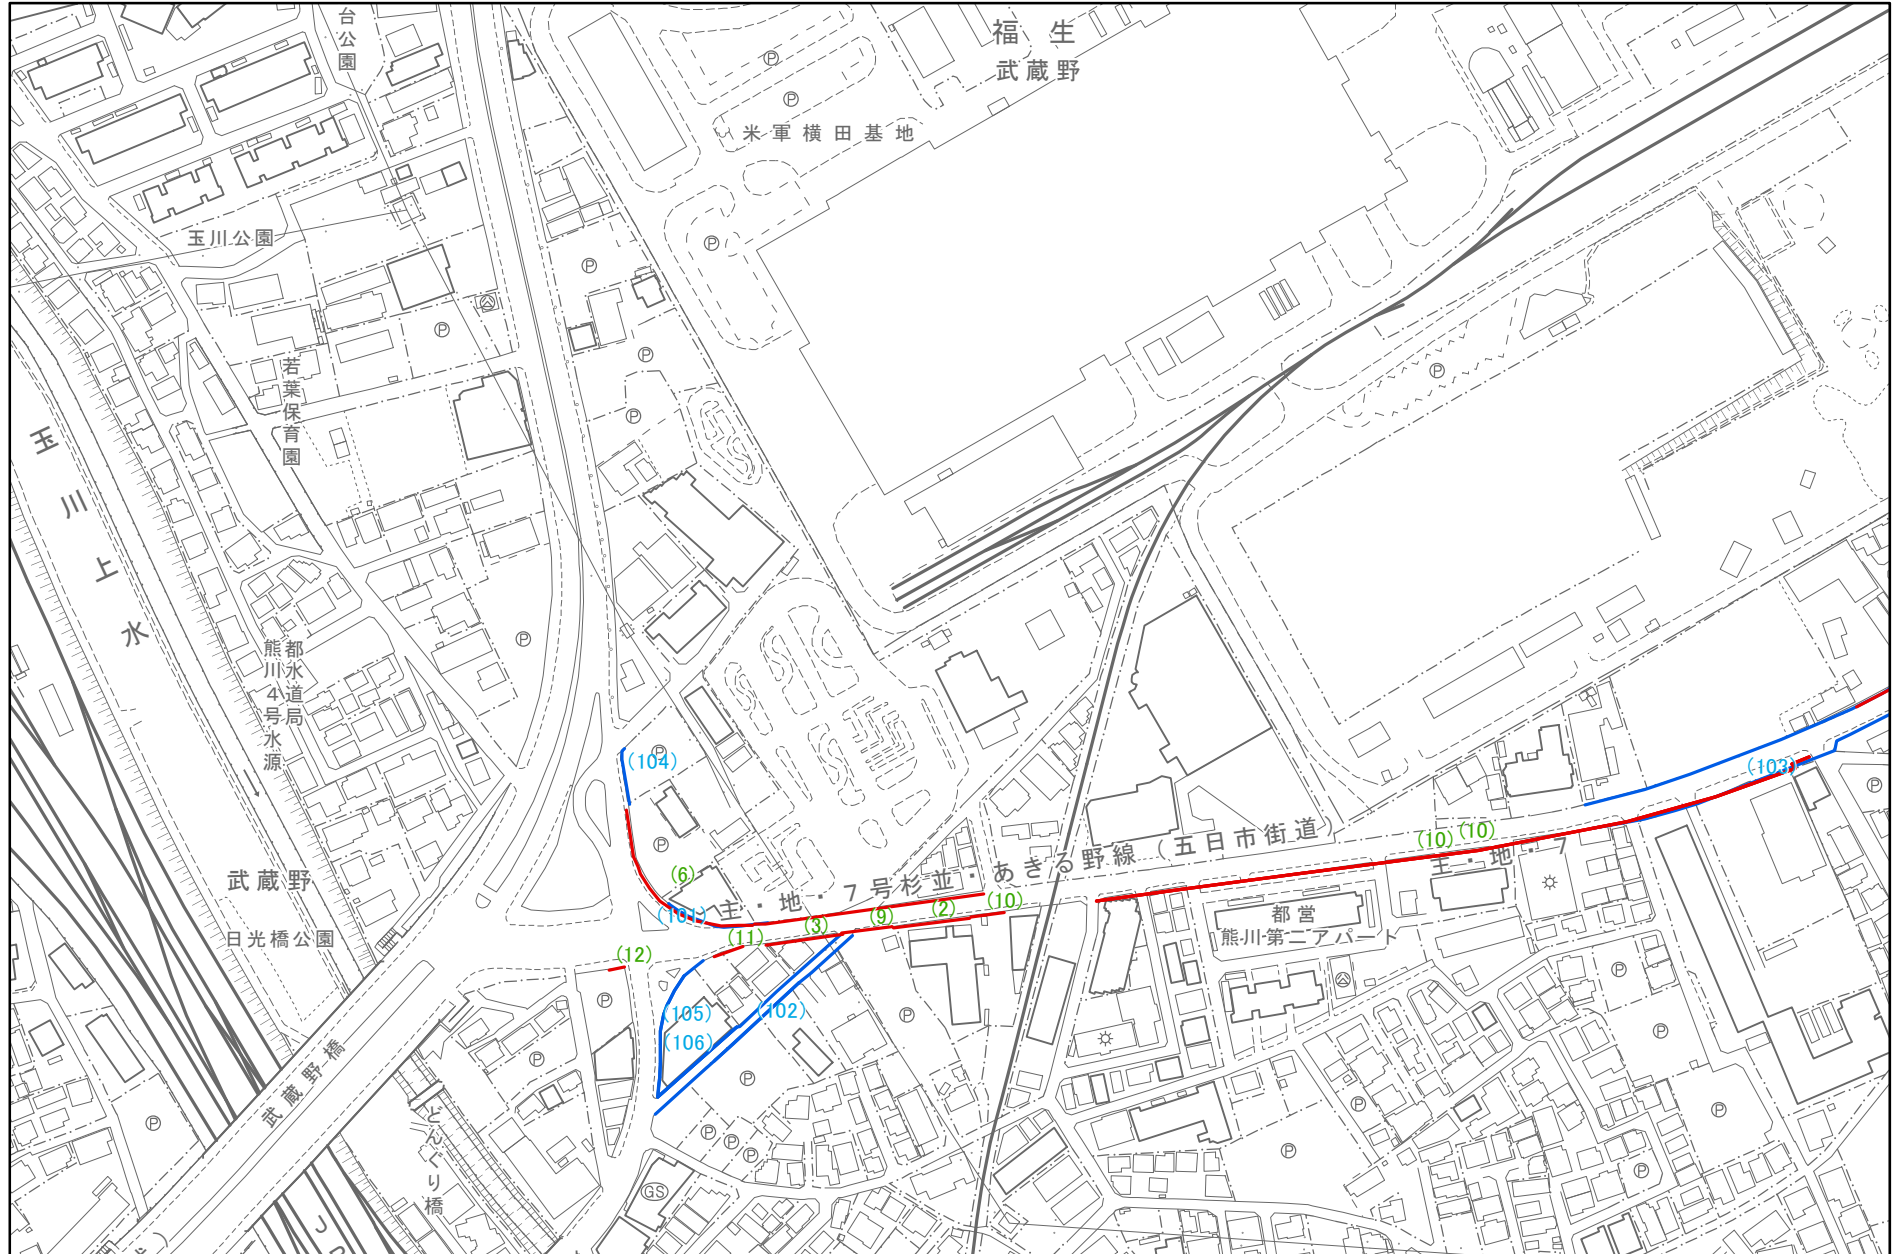 台公園
福生
武蔵野
米軍横田基地
玉川公園
若葉保育園
玉川上水
都水道局
熊川4号水源
(104)
(103)
(10)
(10)
主・地・7号杉並・あきる野線(五日市街道)
主・地・7
武蔵野
(6)
(101)
(3)
(9)
(2)
(10)
(11)
(12)
都営
熊川第二アパート
日光橋公園
(105)
(102)
(106)
武蔵野橋
どんぐり橋
GS